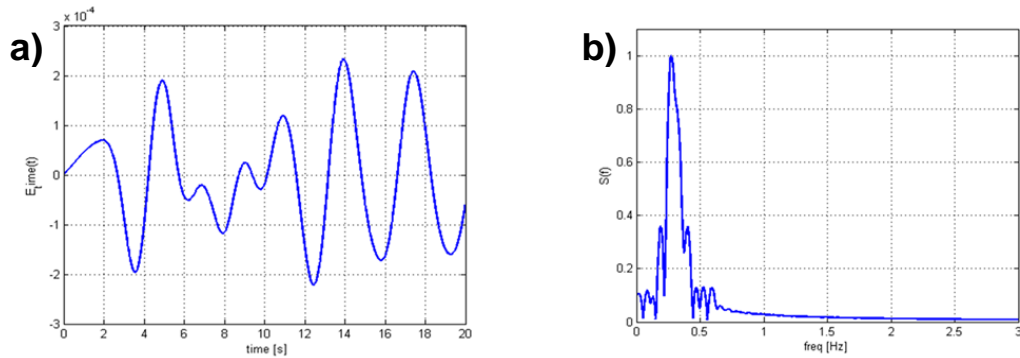 a)
x 10⁻⁴
3
2
1
0
-1
-2
-3
E_time(t)
0 2 4 6 8 10 12 14 16 18 20
time [s]
b)
1
0.8
0.6
0.4
0.2
0
S(f)
0 0.5 1 1.5 2 2.5 3
freq [Hz]